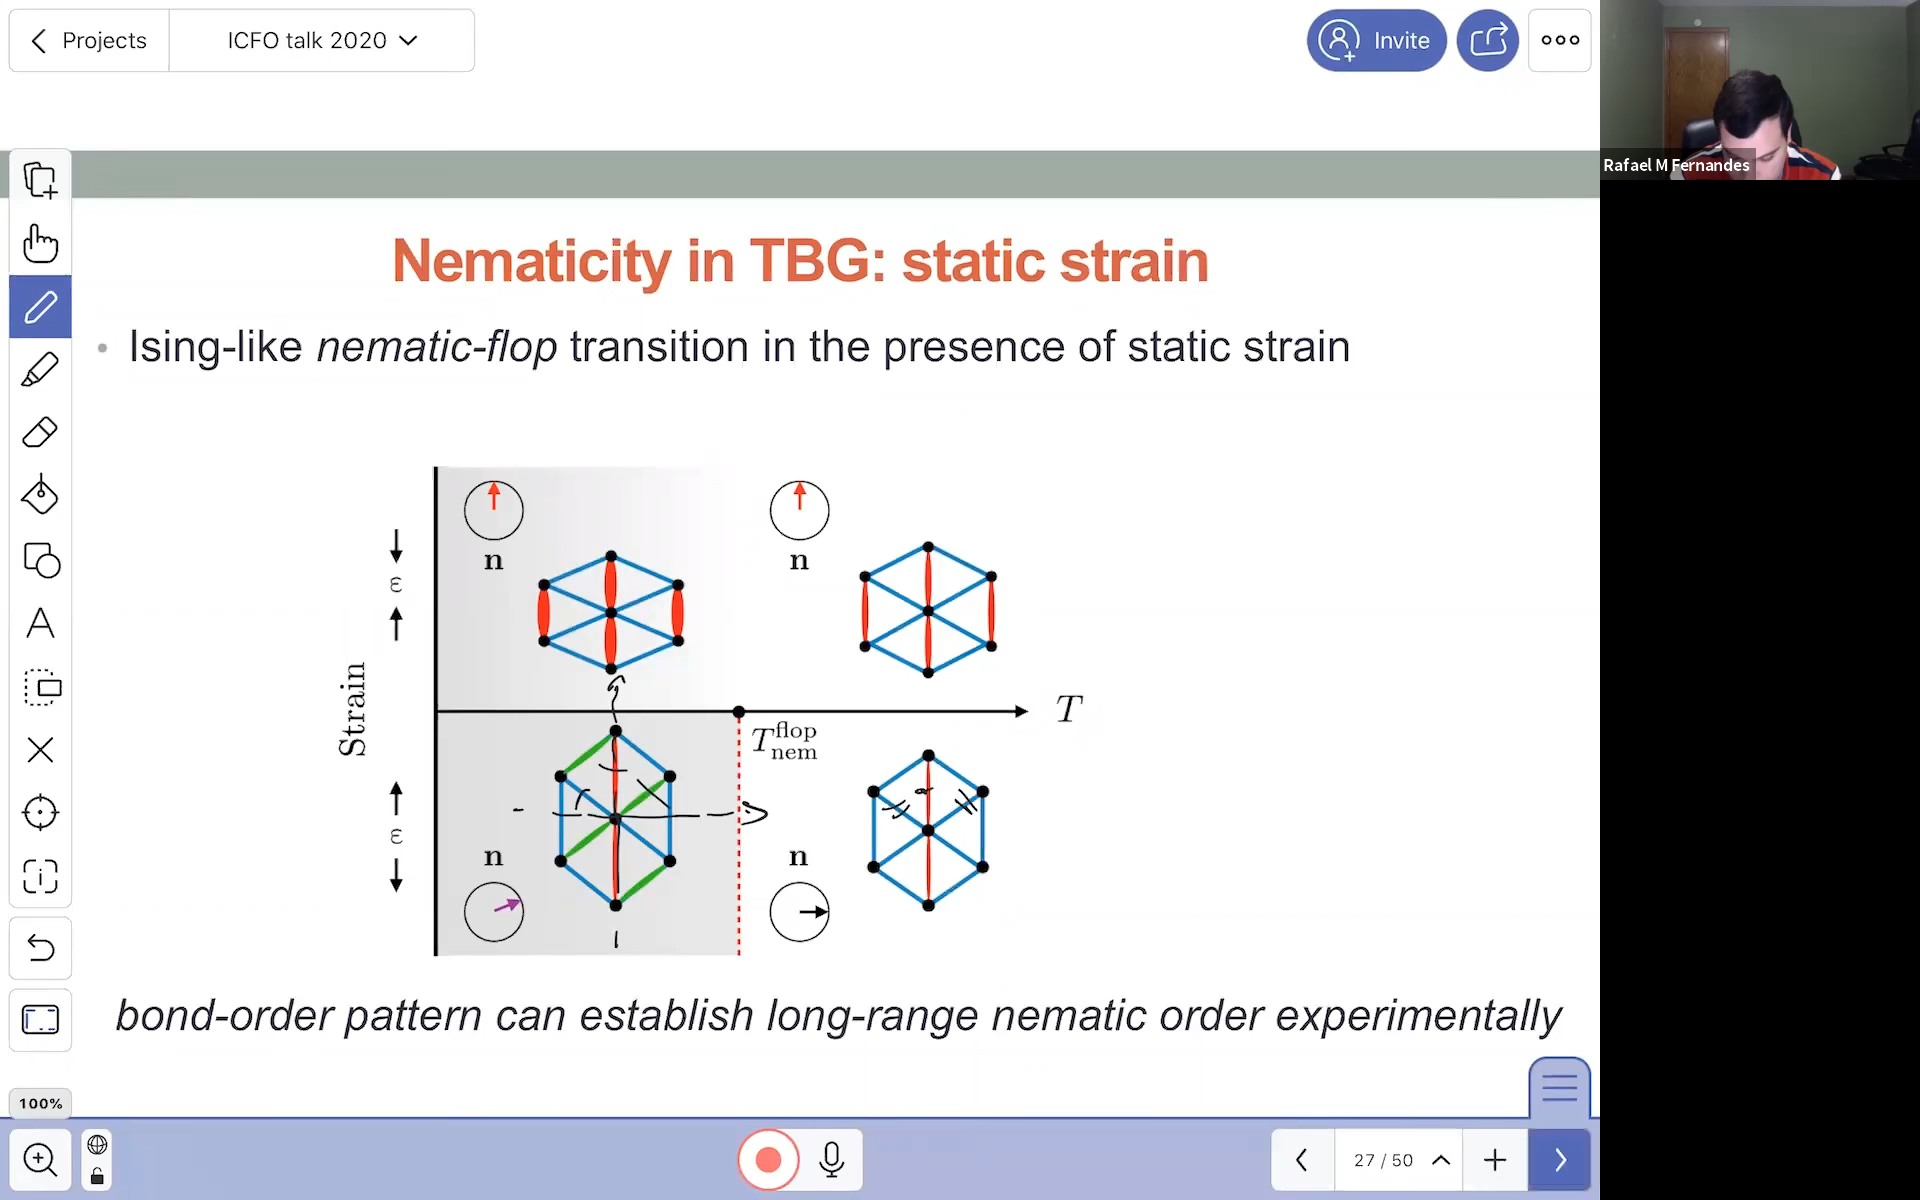 Projects
ICFO talk 2020
Invite
Rafael M Fernandes
Nematicity in TBG: static strain
• Ising-like nematic-flop transition in the presence of static strain
n
n
ε
Strain
T
T_nem^flop
ε
n
n
bond-order pattern can establish long-range nematic order experimentally
100%
27 / 50